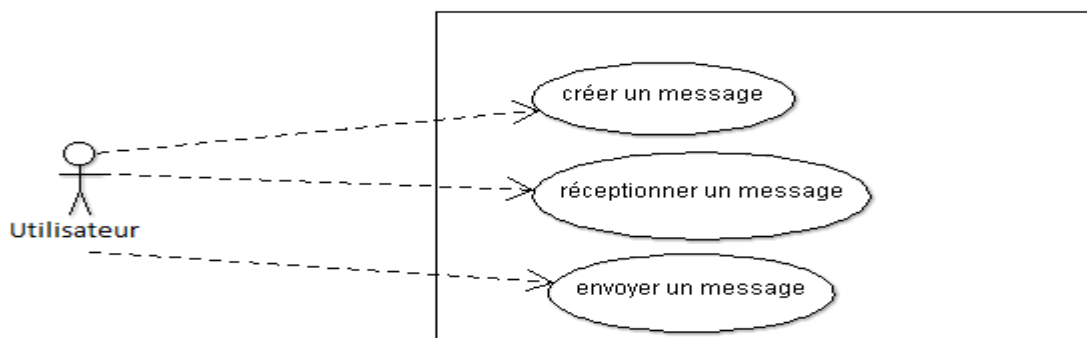 créer un message
réceptionner un message
Utilisateur
envoyer un message